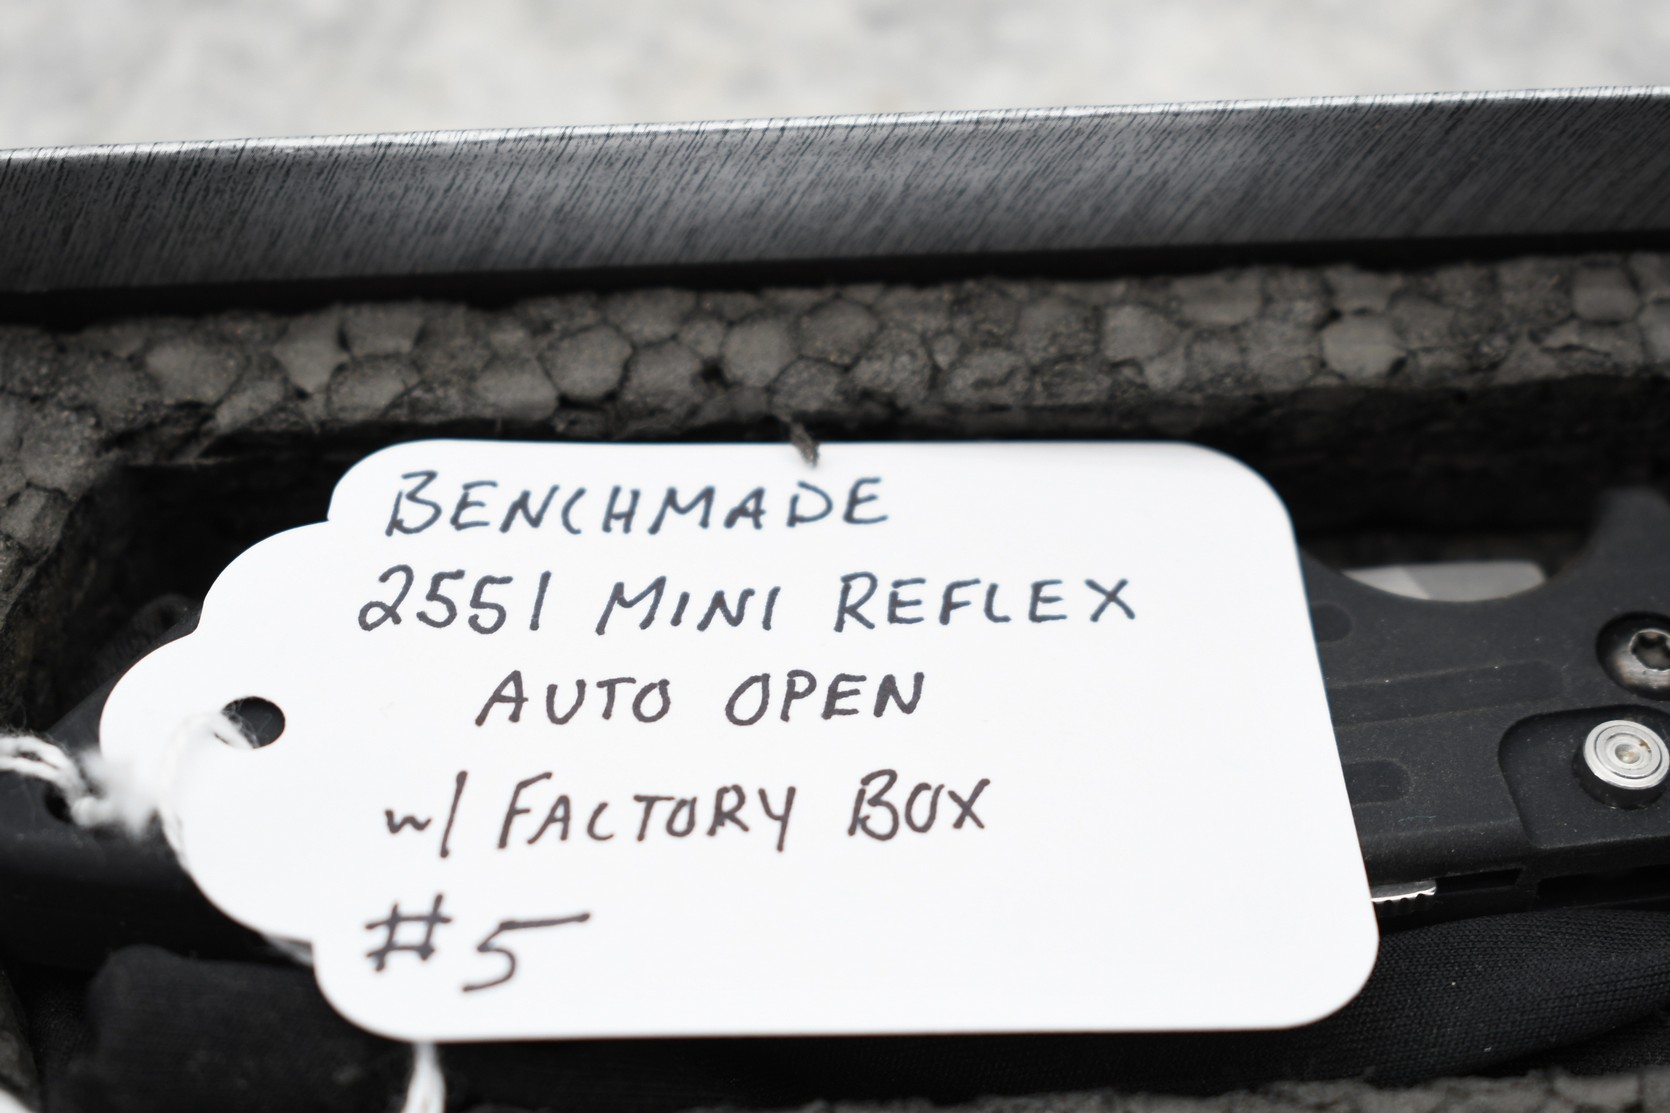 BENCHMADE
2551 MINI REFLEX
AUTO OPEN
w/ FACTORY BOX
#5